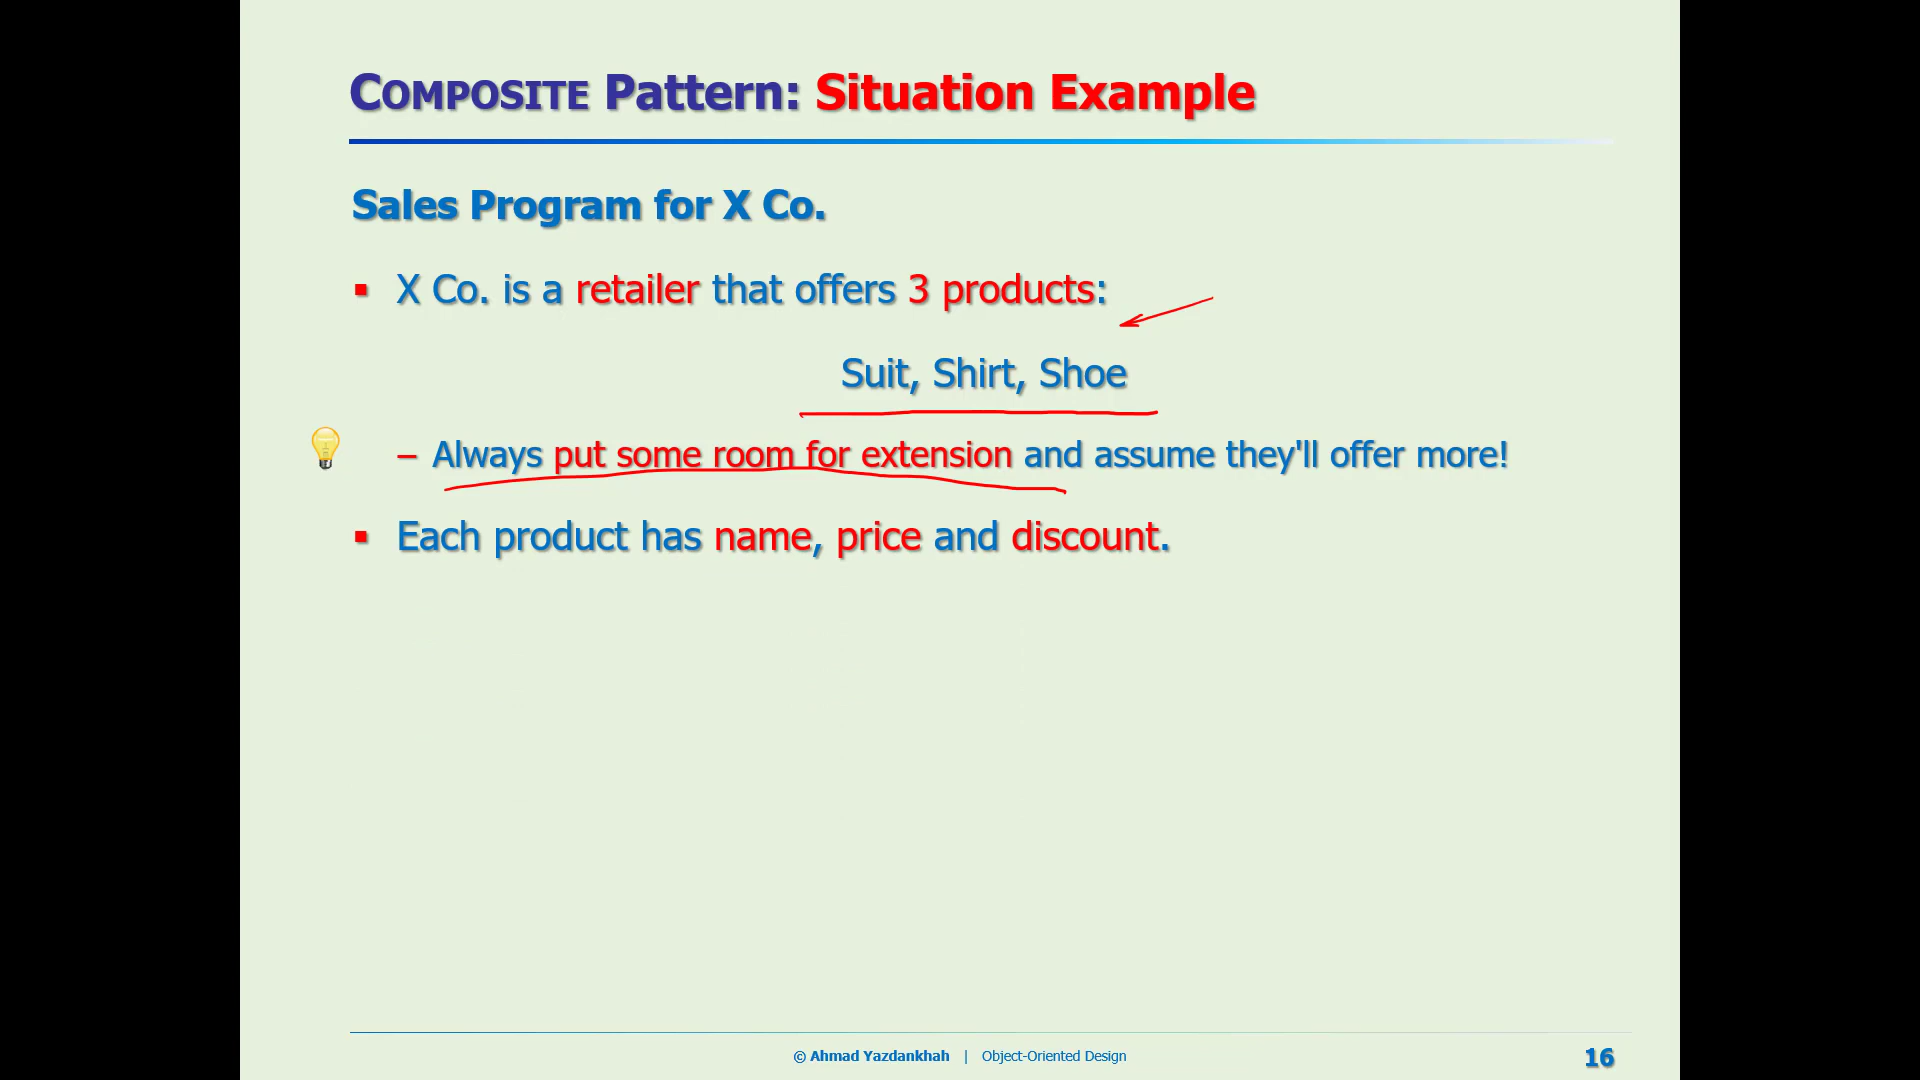 COMPOSITE Pattern: Situation Example
Sales Program for X Co.
▪ X Co. is a retailer that offers 3 products:
Suit, Shirt, Shoe
– Always put some room for extension and assume they'll offer more!
▪ Each product has name, price and discount.
© Ahmad Yazdankhah | Object-Oriented Design
16